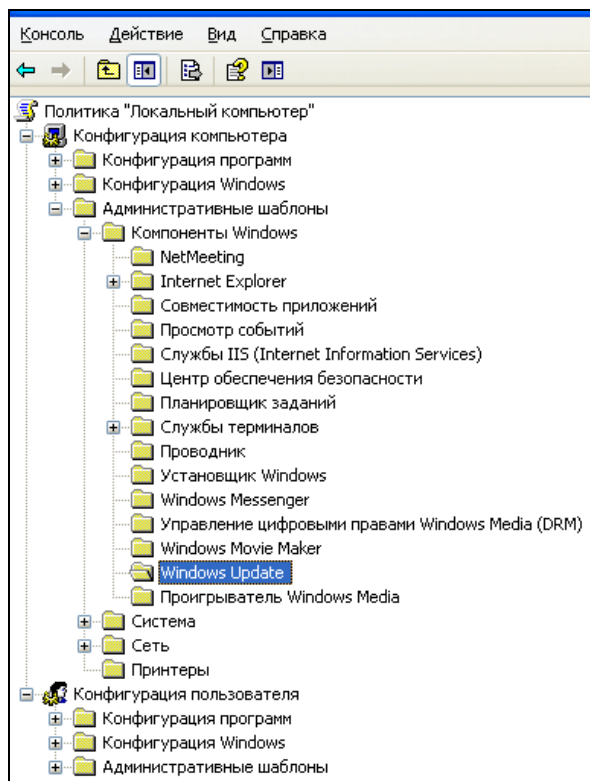 Консоль Действие Вид Справка
Политика "Локальный компьютер"
Конфигурация компьютера
Конфигурация программ
Конфигурация Windows
Административные шаблоны
Компоненты Windows
NetMeeting
Internet Explorer
Совместимость приложений
Просмотр событий
Службы IIS (Internet Information Services)
Центр обеспечения безопасности
Планировщик заданий
Службы терминалов
Проводник
Установщик Windows
Windows Messenger
Управление цифровыми правами Windows Media (DRM)
Windows Movie Maker
Windows Update
Проигрыватель Windows Media
Система
Сеть
Принтеры
Конфигурация пользователя
Конфигурация программ
Конфигурация Windows
Административные шаблоны